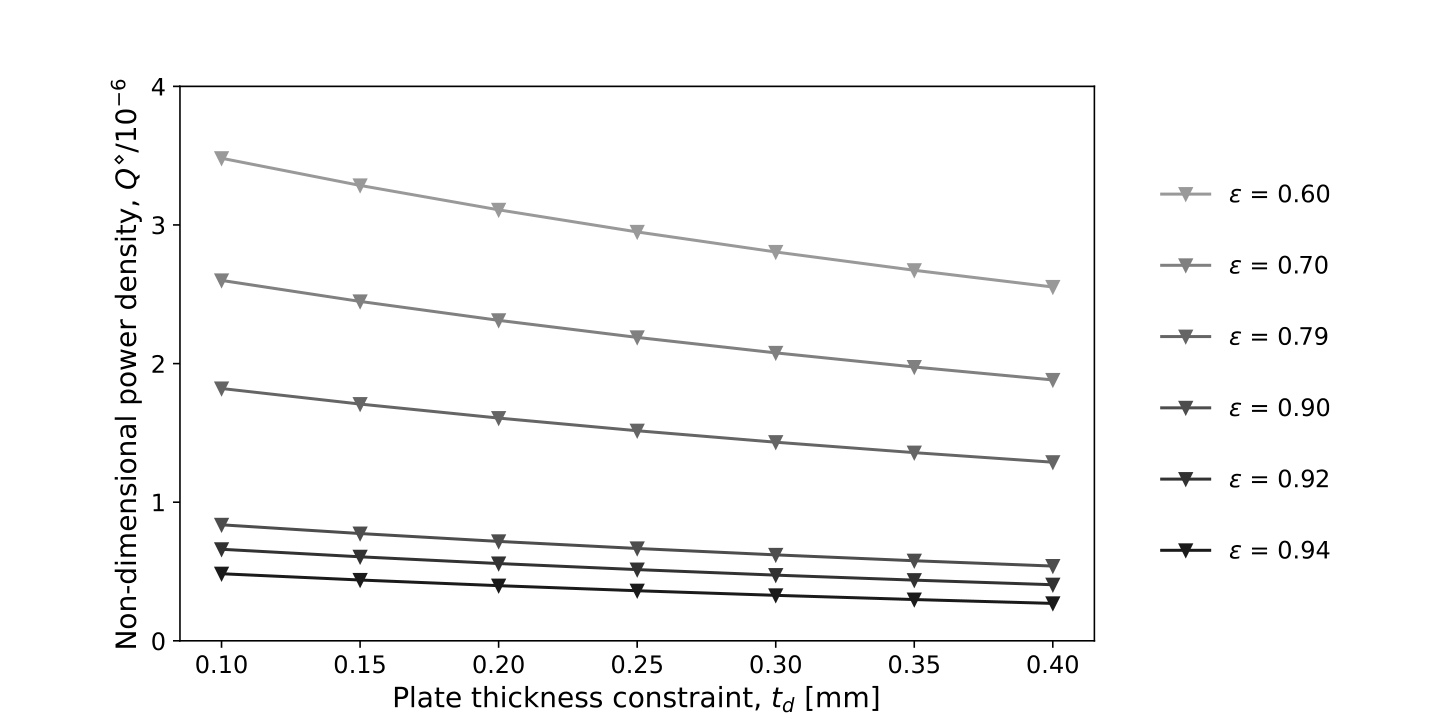 Non-dimensional power density, Q⋄/10⁻⁶
4
3
2
1
0
0.10 0.15 0.20 0.25 0.30 0.35 0.40
Plate thickness constraint, t_d [mm]
ε = 0.60
ε = 0.70
ε = 0.79
ε = 0.90
ε = 0.92
ε = 0.94